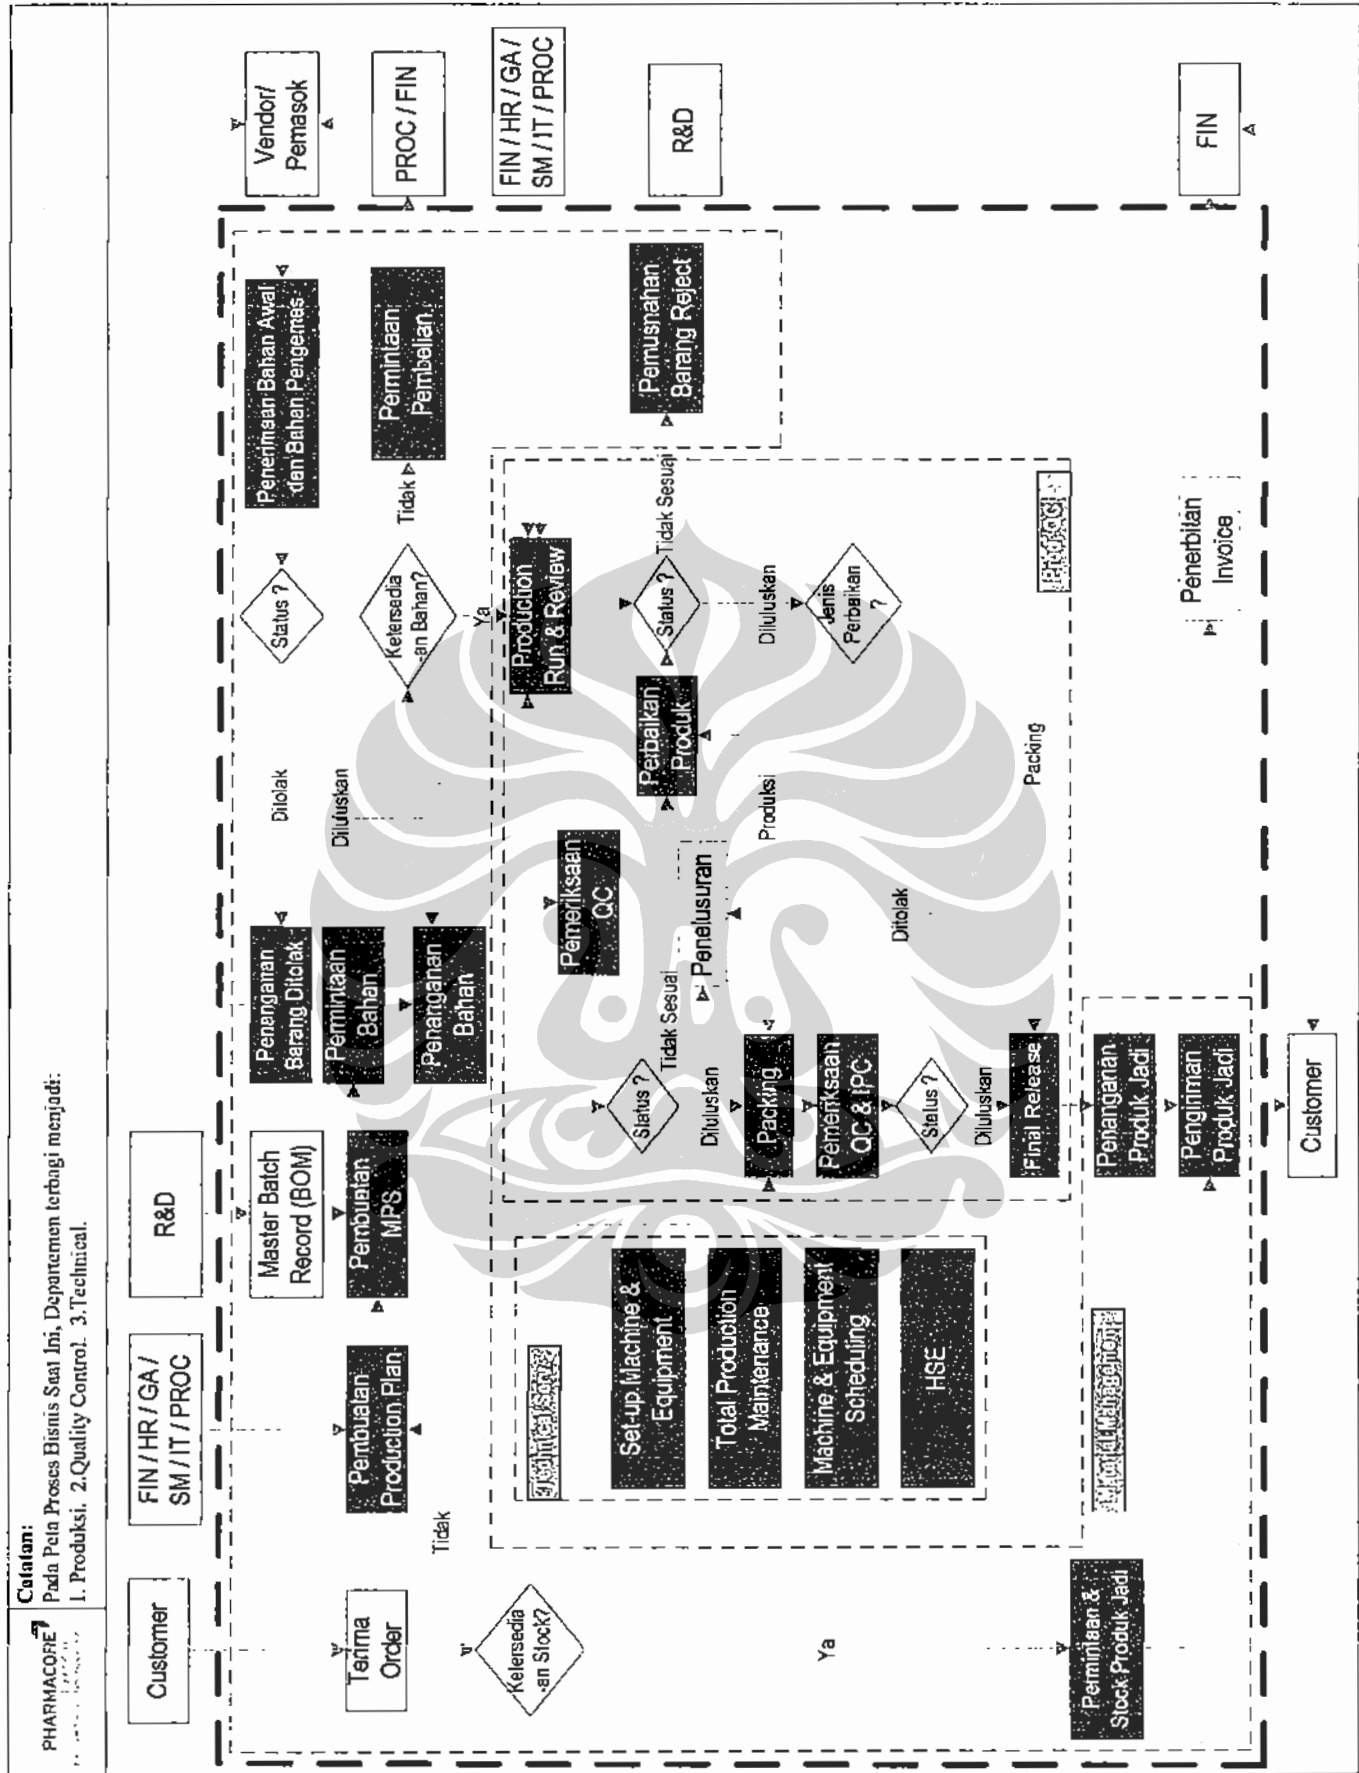 PHARMACORE
Catatan:
Pada Peta Proses Bisnis Saat Ini, Departemen terbagi menjadi:
1. Produksi. 2.Quality Control. 3.Technical.
Customer
FIN / HR / GA /
SM / IT / PROC
R&D
Terima
Order
Pembuatan
Production Plan
Master Batch
Record (BOM)
Pembuatan
MPS
Penanganan
Barang Ditolak
Permintaan
Bahan
Penanganan
Bahan
Ditolak
Diluluskan
Status ?
Ketersedia
-an Bahan?
Tidak
Ya
Penerimaan Bahan Awal
dan Bahan Pengemas
Permintaan
Pembelian
Vendor/
Pemasok
PROC / FIN
FIN / HR / GA /
SM / IT / PROC
R&D
Tidak
Ketersedia
-an Stock?
Ya
Technical Service
Set-up Machine &
Equipment
Total Production
Maintenance
Machine & Equipment
Scheduling
HSE
Production
Run & Review
Pemeriksaan
QC
Status ?
Tidak Sesuai
Penelusuran
Perbaikan
Produk
Status ?
Tidak Sesuai
Pemusnahan
Barang Reject
Diluluskan
Jenis
Perbaikan
?
Produksi
Packing
Diluluskan
Packing
Pemeriksaan
QC & IPC
Status ?
Ditolak
Diluluskan
Final Release
Permintaan &
Stock Produk Jadi
Material Management
Penanganan
Produk Jadi
Pengiriman
Produk Jadi
Penerbitan
Invoice
FIN
Customer